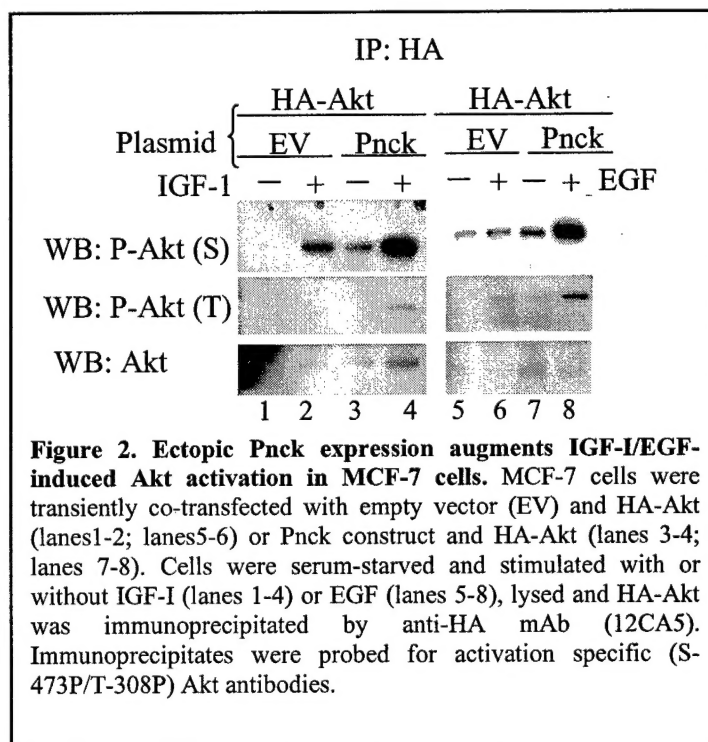 IP: HA
HA-Akt HA-Akt
Plasmid { EV Pnck EV Pnck
IGF-1 − + − + − + − + EGF
WB: P-Akt (S)
WB: P-Akt (T)
WB: Akt
1 2 3 4 5 6 7 8
Figure 2. Ectopic Pnck expression augments IGF-I/EGF-
induced Akt activation in MCF-7 cells. MCF-7 cells were
transiently co-transfected with empty vector (EV) and HA-Akt
(lanes1-2; lanes5-6) or Pnck construct and HA-Akt (lanes 3-4;
lanes 7-8). Cells were serum-starved and stimulated with or
without IGF-I (lanes 1-4) or EGF (lanes 5-8), lysed and HA-Akt
was immunoprecipitated by anti-HA mAb (12CA5).
Immunoprecipitates were probed for activation specific (S-
473P/T-308P) Akt antibodies.